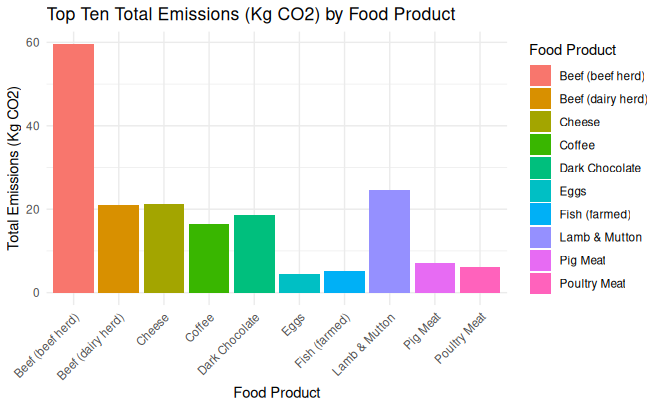 Top Ten Total Emissions (Kg CO2) by Food Product
Total Emissions (Kg CO2)
60
40
20
0
Beef (beef herd)
Beef (dairy herd)
Cheese
Coffee
Dark Chocolate
Eggs
Fish (farmed)
Lamb & Mutton
Pig Meat
Poultry Meat
Food Product
Food Product
Beef (beef herd)
Beef (dairy herd)
Cheese
Coffee
Dark Chocolate
Eggs
Fish (farmed)
Lamb & Mutton
Pig Meat
Poultry Meat